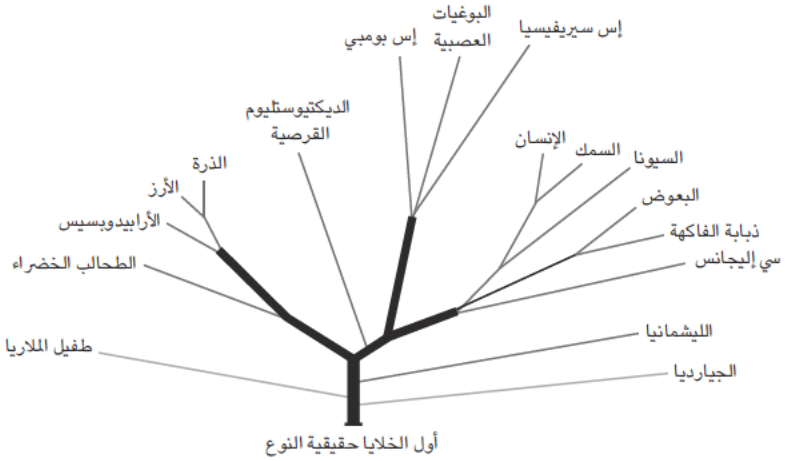 البوغيات
العصبية
إس سيريفيسيا
إس بومبي
الديكتيوستليوم
القرصية
الإنسان
السمك
السيونا
البعوض
ذبابة الفاكهة
سي إليجانس
الذرة
الأرز
الأرابيدوبسيس
الطحالب الخضراء
الليشمانيا
طفيل الملاريا
الجيارديا
أول الخلايا حقيقية النوع